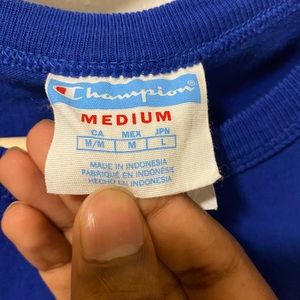 Champion
MEDIUM
CA MEX JPN
M/M M L
MADE IN INDONESIA
FABRIQUÉ EN INDONÉSIE
HECHO EN INDONESIA